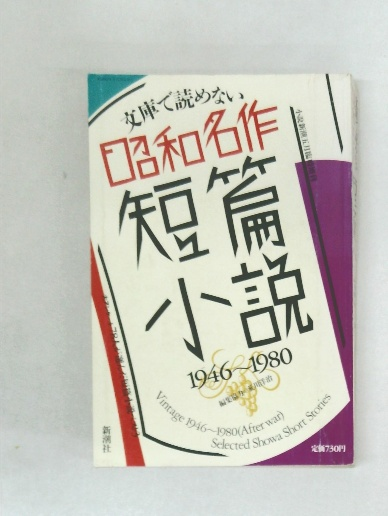 文庫で読めない
昭和名作
短篇
小説
1946～1980
Vintage 1946～1980(After war)
Selected Showa Short Stories
新潮社
定価730円